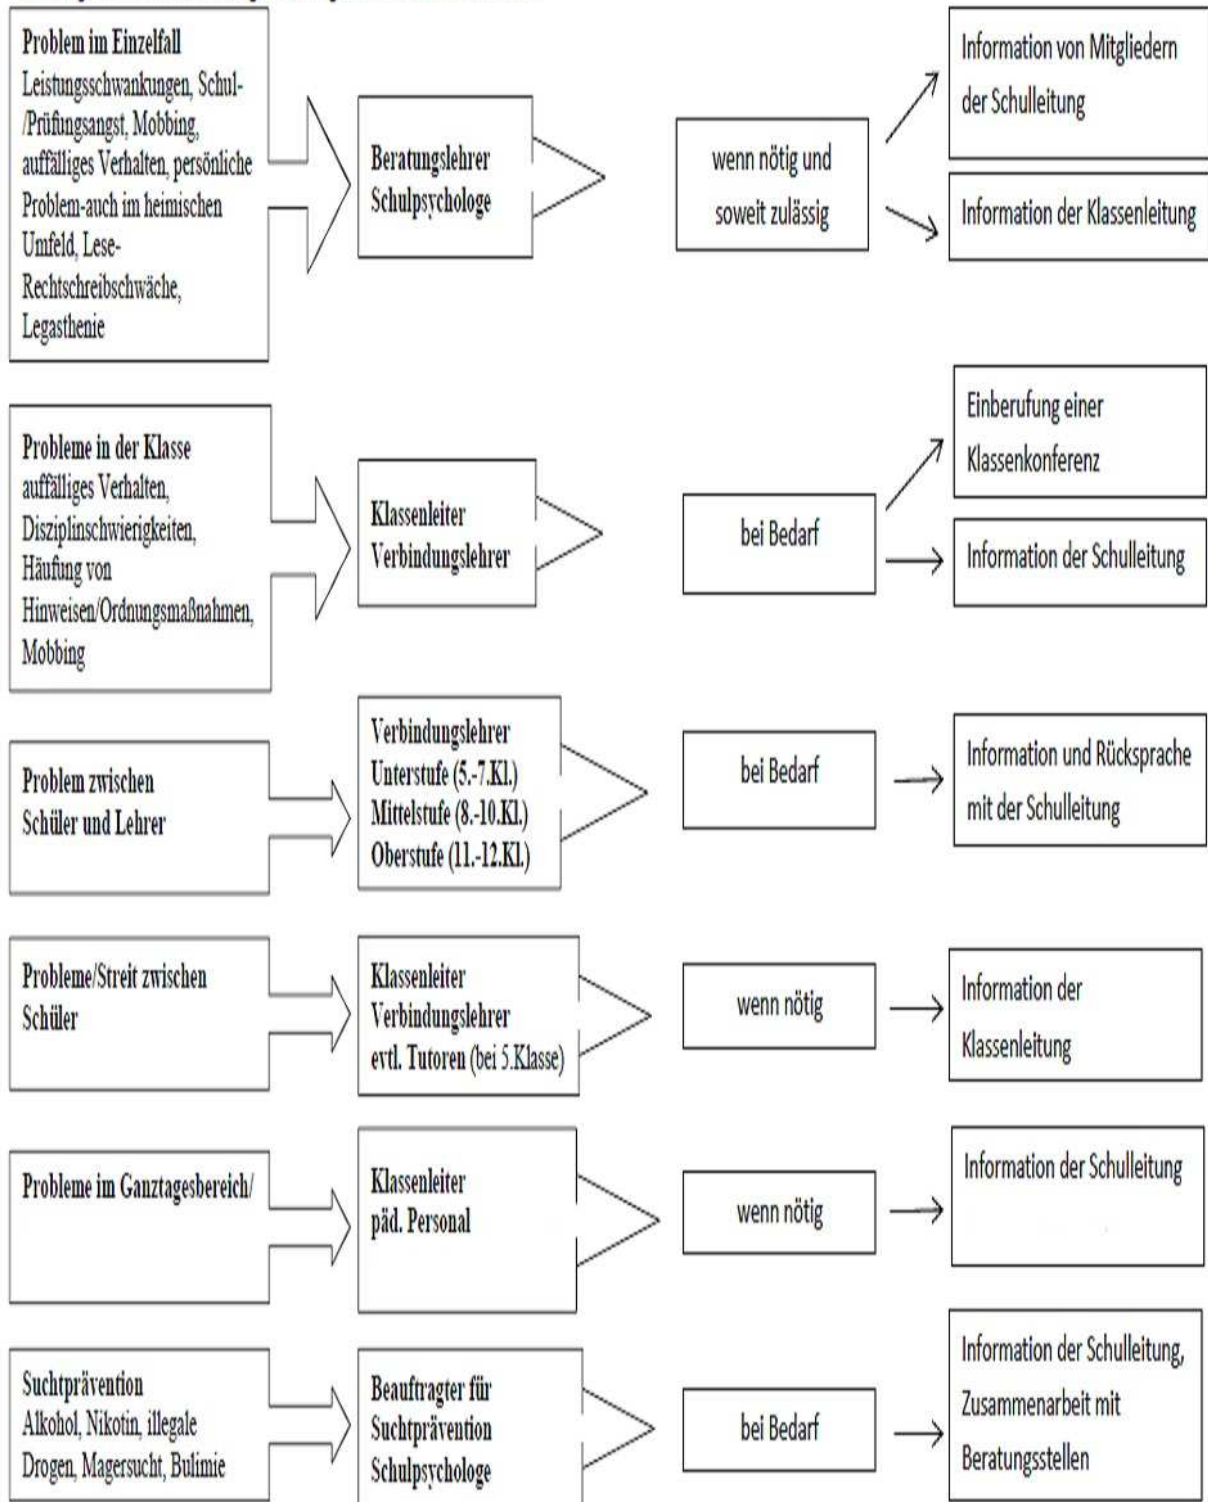 Problem im Einzelfall
Leistungsschwankungen, Schul-
/Prüfungsangst, Mobbing,
auffälliges Verhalten, persönliche
Problem-auch im heimischen
Umfeld, Lese-
Rechtschreibschwäche,
Legasthenie
Beratungslehrer
Schulpsychologe
wenn nötig und
soweit zulässig
Information von Mitgliedern
der Schulleitung
Information der Klassenleitung
Probleme in der Klasse
auffälliges Verhalten,
Disziplinschwierigkeiten,
Häufung von
Hinweisen/Ordnungsmaßnahmen,
Mobbing
Klassenleiter
Verbindungslehrer
bei Bedarf
Einberufung einer
Klassenkonferenz
Information der Schulleitung
Problem zwischen
Schüler und Lehrer
Verbindungslehrer
Unterstufe (5.-7.Kl.)
Mittelstufe (8.-10.Kl.)
Oberstufe (11.-12.Kl.)
bei Bedarf
Information und Rücksprache
mit der Schulleitung
Probleme/Streit zwischen
Schüler
Klassenleiter
Verbindungslehrer
evtl. Tutoren (bei 5.Klasse)
wenn nötig
Information der
Klassenleitung
Probleme im Ganztagesbereich/
Klassenleiter
päd. Personal
wenn nötig
Information der Schulleitung
Suchtprävention
Alkohol, Nikotin, illegale
Drogen, Magersucht, Bulimie
Beauftragter für
Suchtprävention
Schulpsychologe
bei Bedarf
Information der Schulleitung,
Zusammenarbeit mit
Beratungsstellen